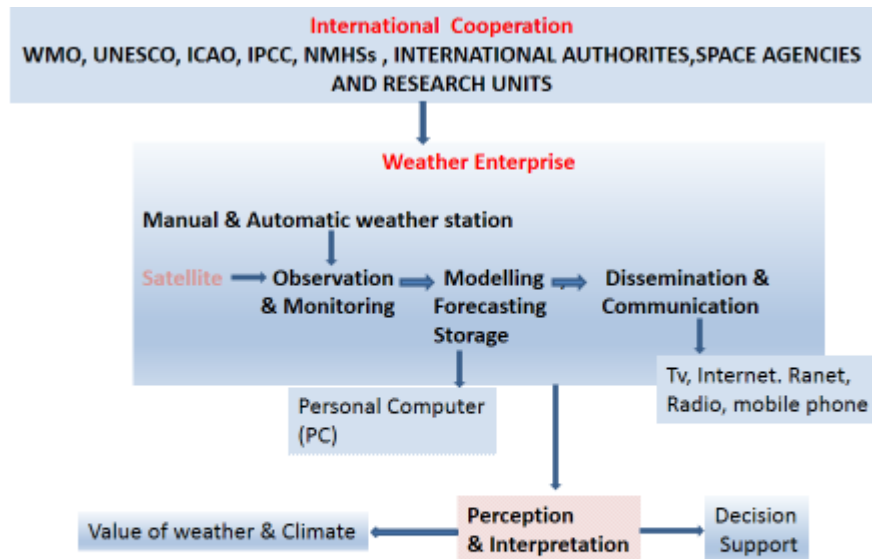 International Cooperation
WMO, UNESCO, ICAO, IPCC, NMHSs , INTERNATIONAL AUTHORITES,SPACE AGENCIES
AND RESEARCH UNITS
Weather Enterprise
Manual & Automatic weather station
Satellite
Observation
& Monitoring
Modelling
Forecasting
Storage
Dissemination &
Communication
Personal Computer
(PC)
Tv, Internet. Ranet,
Radio, mobile phone
Value of weather & Climate
Perception
& Interpretation
Decision
Support